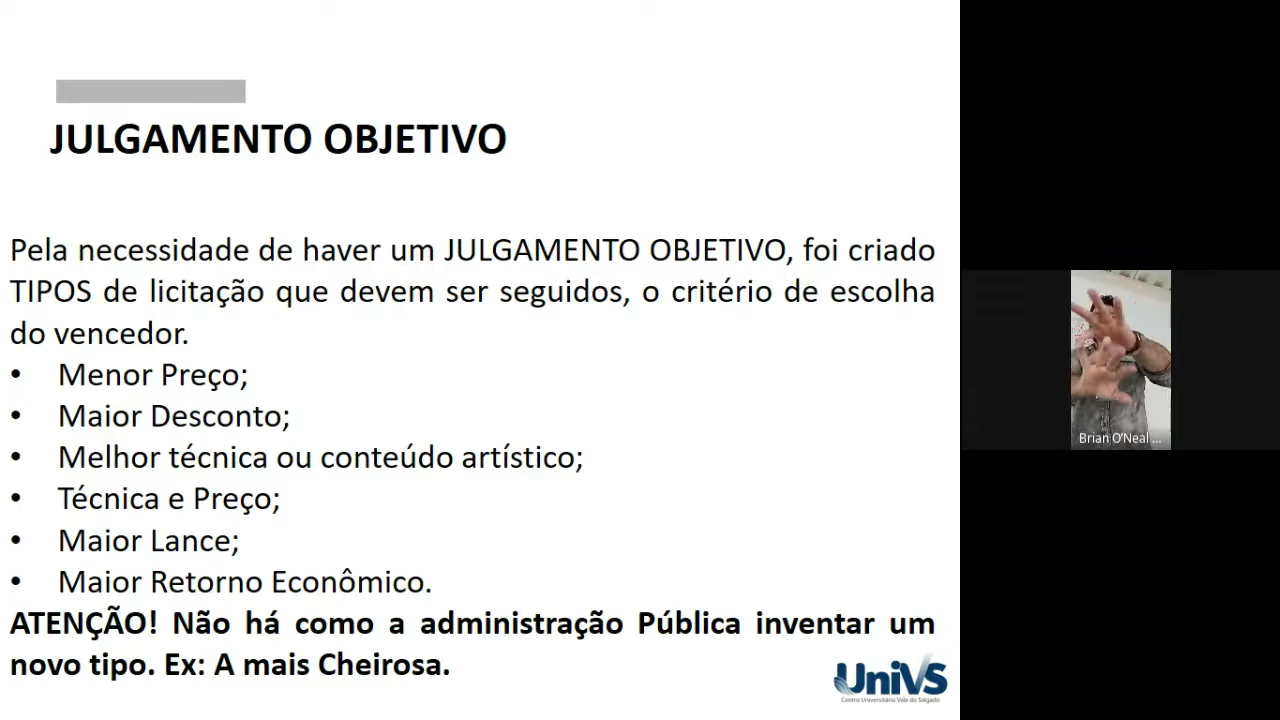 JULGAMENTO OBJETIVO
Pela necessidade de haver um JULGAMENTO OBJETIVO, foi criado
TIPOS de licitação que devem ser seguidos, o critério de escolha
do vencedor.
• Menor Preço;
• Maior Desconto;
• Melhor técnica ou conteúdo artístico;
• Técnica e Preço;
• Maior Lance;
• Maior Retorno Econômico.
ATENÇÃO! Não há como a administração Pública inventar um
novo tipo. Ex: A mais Cheirosa.
UniVS
Centro Universitário Vale do Salgado
Brian O'Neal ...